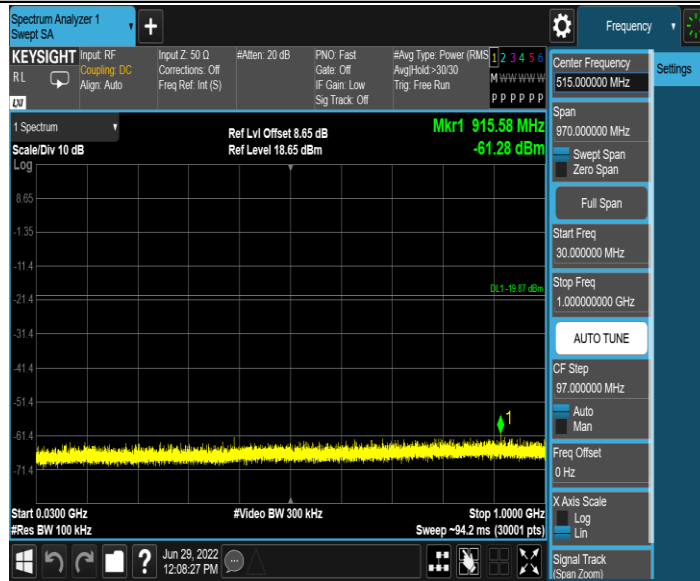 Spectrum Analyzer 1
Swept SA
Frequency
KEYSIGHT
RL
LXI
Input: RF
Coupling: DC
Align: Auto
Input Z: 50 Ω
Corrections: Off
Freq Ref: Int (S)
#Atten: 20 dB
PNO: Fast
Gate: Off
IF Gain: Low
Sig Track: Off
#Avg Type: Power (RMS
Avg|Hold:>30/30
Trig: Free Run
1 2 3 4 5 6
M W W W W W
P P P P P P
1 Spectrum
Scale/Div 10 dB
Log
Ref Lvl Offset 8.65 dB
Ref Level 18.65 dBm
Mkr1 915.58 MHz
-61.28 dBm
8.65
-1.35
-11.4
-21.4
-31.4
-41.4
-51.4
-61.4
-71.4
DL1 -19.87 dBm
1
Start 0.0300 GHz
#Res BW 100 kHz
#Video BW 300 kHz
Stop 1.0000 GHz
Sweep ~94.2 ms (30001 pts)
?
Jun 29, 2022
12:08:27 PM
Center Frequency
515.000000 MHz
Span
970.000000 MHz
Swept Span
Zero Span
Full Span
Start Freq
30.000000 MHz
Stop Freq
1.000000000 GHz
AUTO TUNE
CF Step
97.000000 MHz
Auto
Man
Freq Offset
0 Hz
X Axis Scale
Log
Lin
Signal Track
(Span Zoom)
Settings